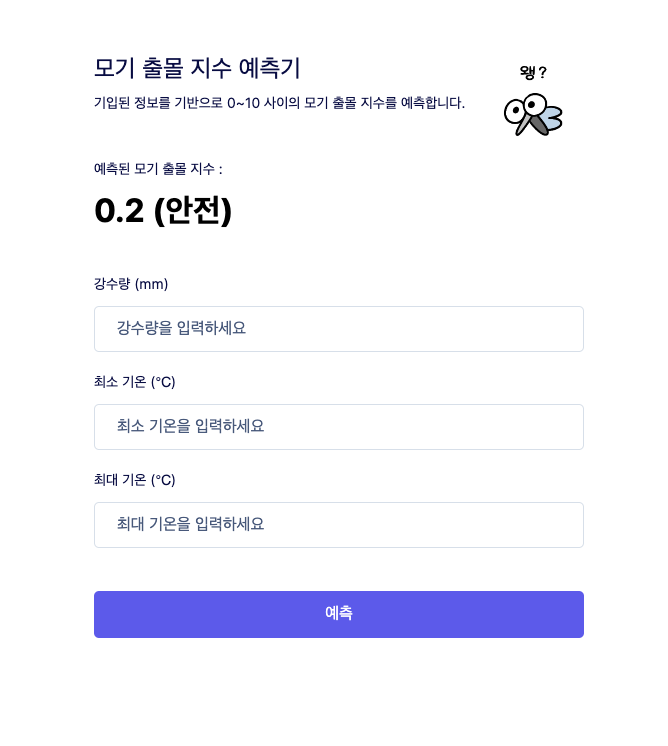 모기 출몰 지수 예측기
왱?
기입된 정보를 기반으로 0~10 사이의 모기 출몰 지수를 예측합니다.
예측된 모기 출몰 지수 :
0.2 (안전)
강수량 (mm)
강수량을 입력하세요
최소 기온 (°C)
최소 기온을 입력하세요
최대 기온 (°C)
최대 기온을 입력하세요
예측